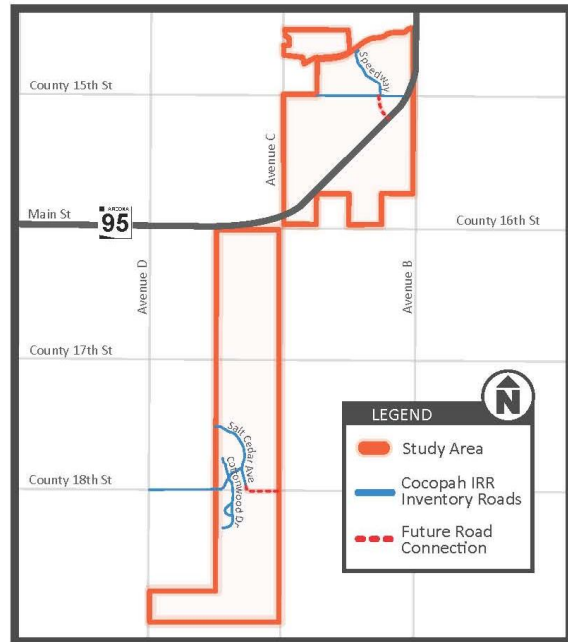 Speedway
County 15th St
Avenue C
ARIZONA
95
Main St
County 16th St
Avenue D
Avenue B
County 17th St
N
LEGEND
Study Area
Cocopah IRR
Inventory Roads
Future Road
Connection
Salt Cedar Ave
Cottonwood Dr
County 18th St